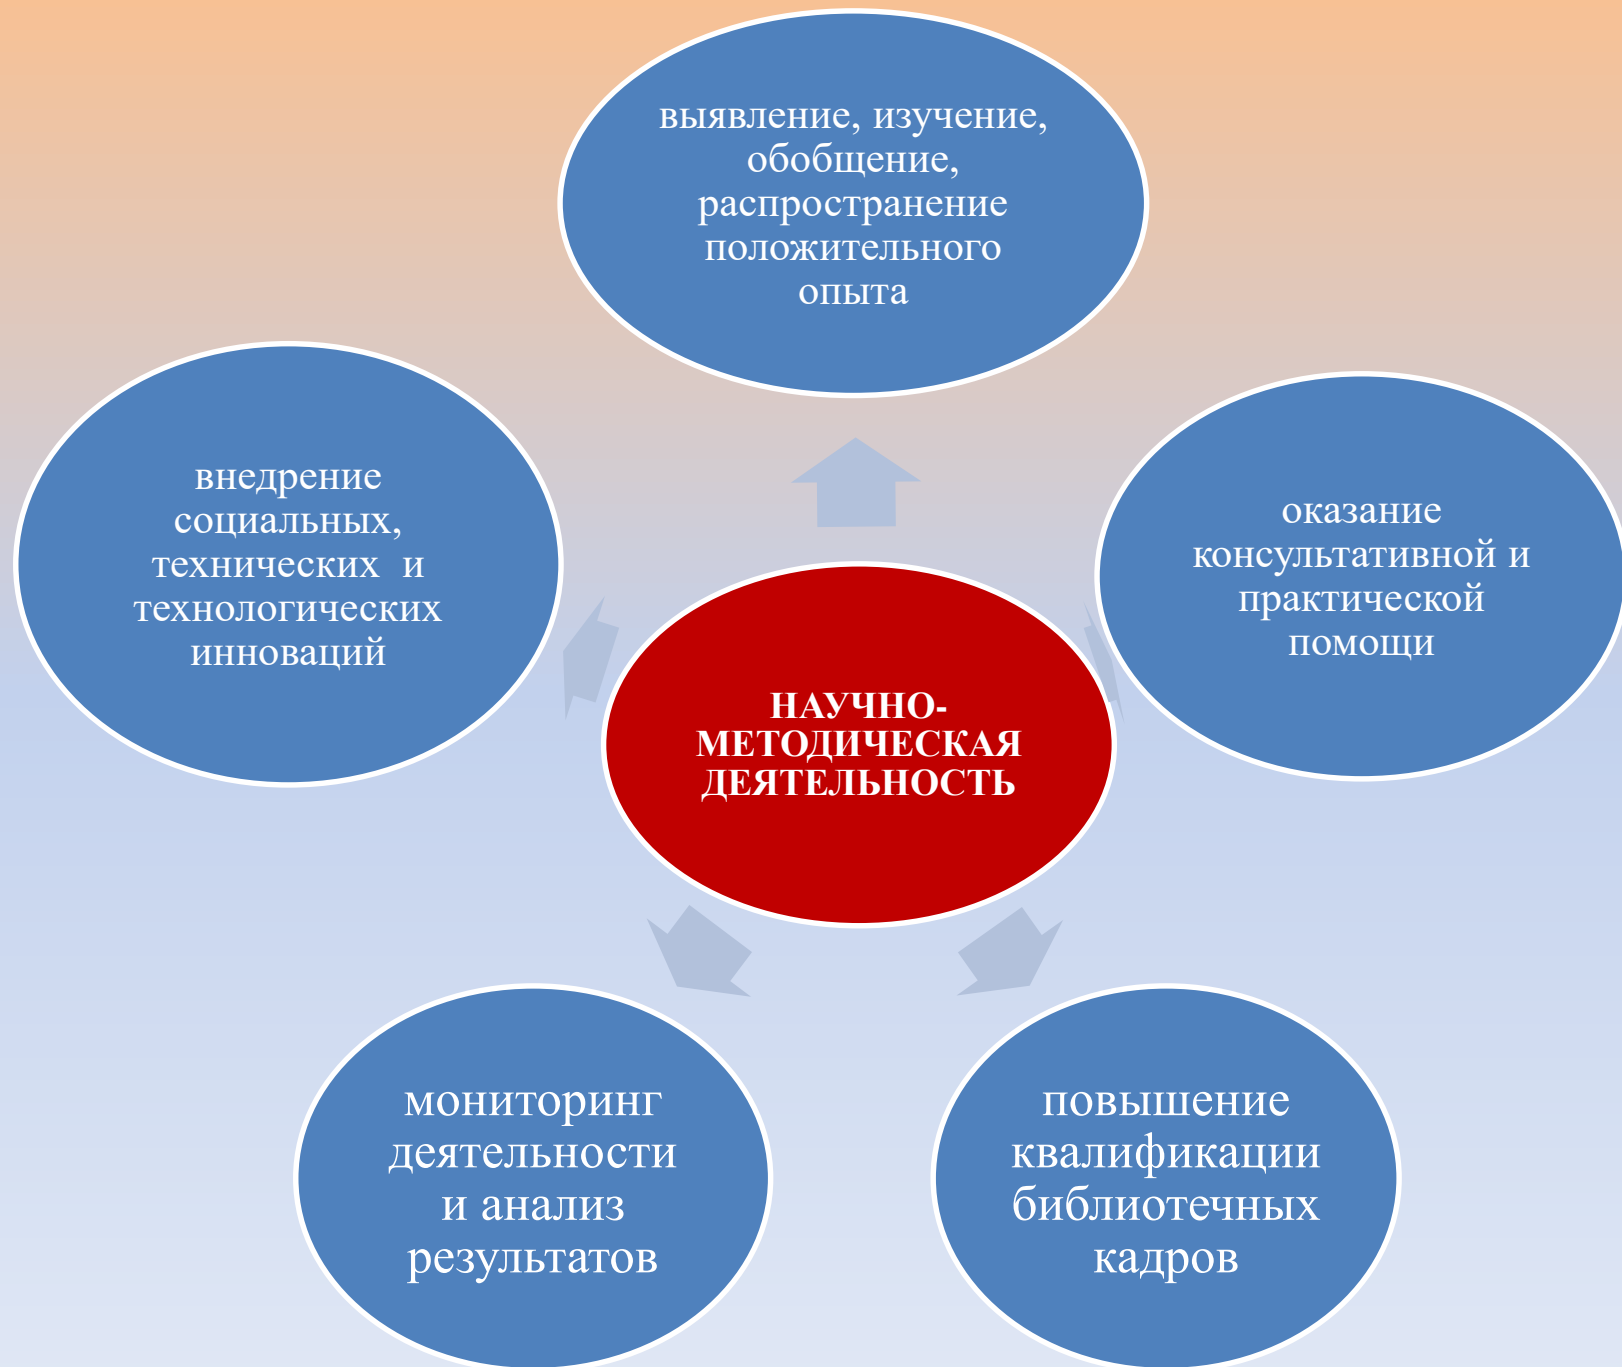 выявление, изучение,
обобщение,
распространение
положительного
опыта
внедрение
социальных,
технических и
технологических
инноваций
оказание
консультативной и
практической
помощи
НАУЧНО-
МЕТОДИЧЕСКАЯ
ДЕЯТЕЛЬНОСТЬ
мониторинг
деятельности
и анализ
результатов
повышение
квалификации
библиотечных
кадров